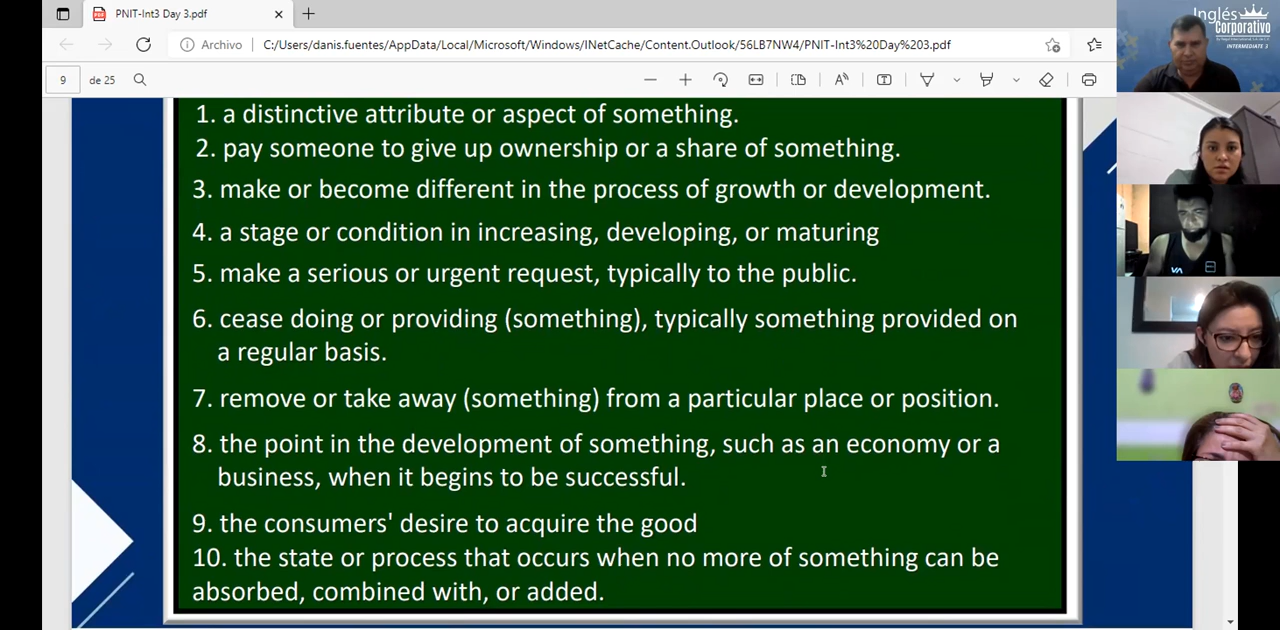 PNIT-Int3 Day 3.pdf
Archivo
C:/Users/danis.fuentes/AppData/Local/Microsoft/Windows/INetCache/Content.Outlook/56LB7NW4/PNIT-Int3%20Day%203.pdf
9 de 25
Inglés
Corporativo
INTERMEDIATE 3
1. a distinctive attribute or aspect of something.
2. pay someone to give up ownership or a share of something.
3. make or become different in the process of growth or development.
4. a stage or condition in increasing, developing, or maturing
5. make a serious or urgent request, typically to the public.
6. cease doing or providing (something), typically something provided on
a regular basis.
7. remove or take away (something) from a particular place or position.
8. the point in the development of something, such as an economy or a
business, when it begins to be successful.
9. the consumers' desire to acquire the good
10. the state or process that occurs when no more of something can be
absorbed, combined with, or added.